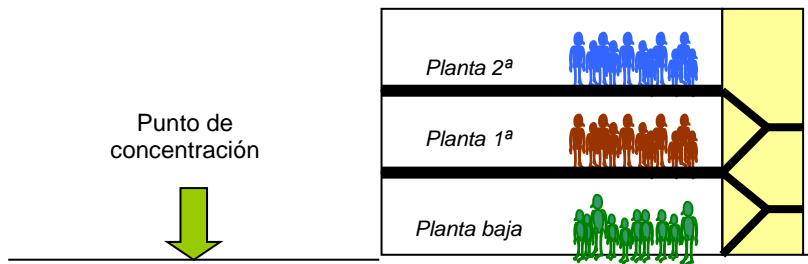 Planta 2ª
Punto de
concentración
Planta 1ª
Planta baja